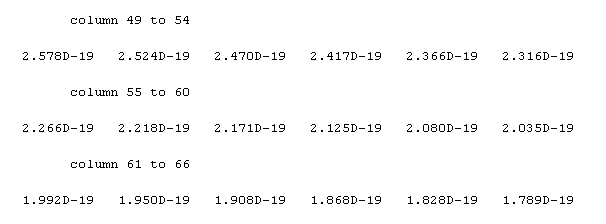 column 49 to 54
2.578D-19 2.524D-19 2.470D-19 2.417D-19 2.366D-19 2.316D-19
column 55 to 60
2.266D-19 2.218D-19 2.171D-19 2.125D-19 2.080D-19 2.035D-19
column 61 to 66
1.992D-19 1.950D-19 1.908D-19 1.868D-19 1.828D-19 1.789D-19